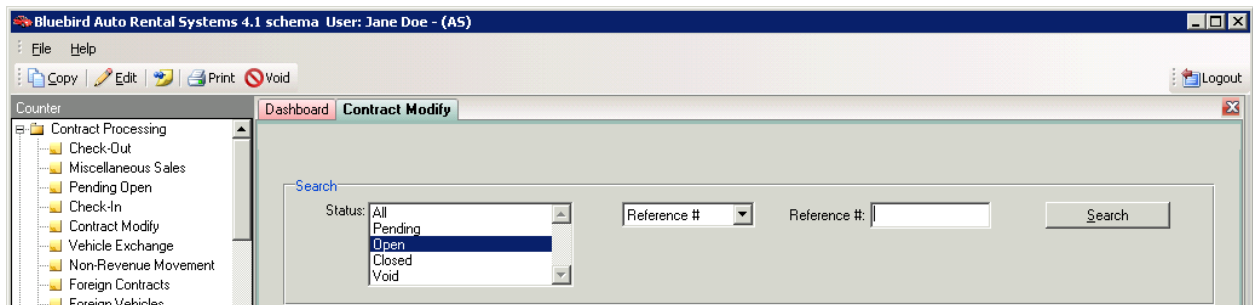 Bluebird Auto Rental Systems 4.1 schema User: Jane Doe - (AS)
File Help
Copy Edit Print Void Logout
Counter
Dashboard Contract Modify
Contract Processing
Check-Out
Miscellaneous Sales
Pending Open
Check-In
Contract Modify
Vehicle Exchange
Non-Revenue Movement
Foreign Contracts
Foreign Vehicles
Search
Status:
All
Pending
Open
Closed
Void
Reference #
Reference #:
Search